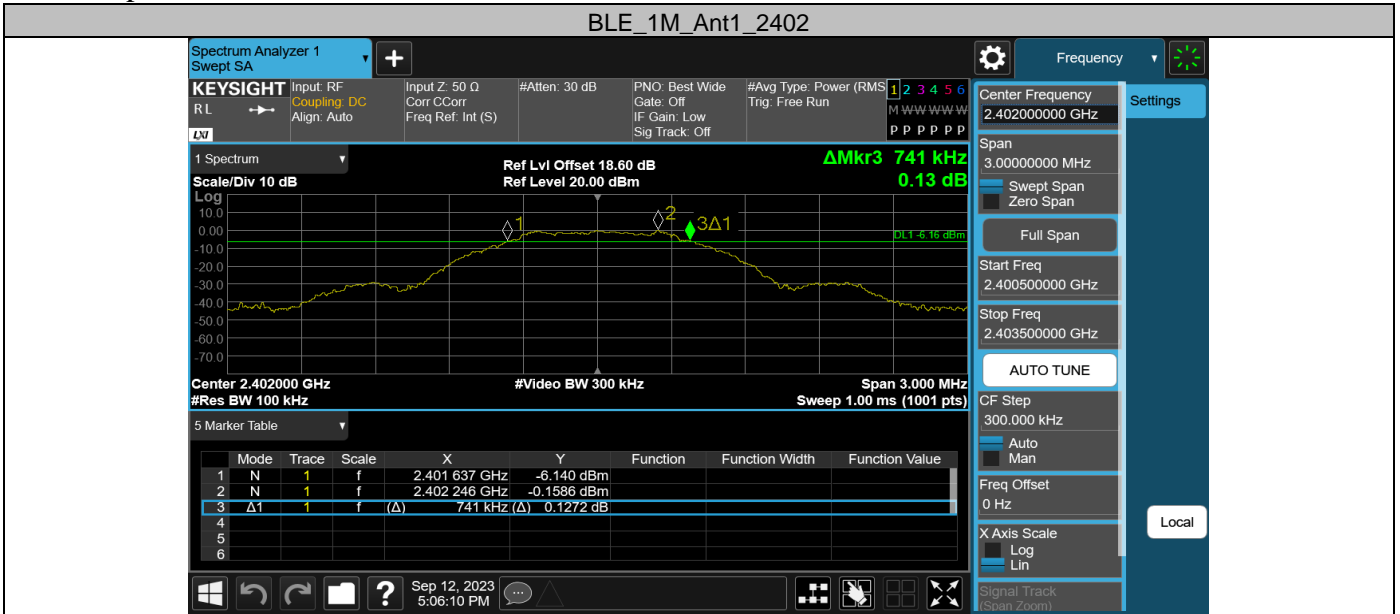 BLE_1M_Ant1_2402
Spectrum Analyzer 1
Swept SA
+
Frequency
KEYSIGHT
RL
LXI
Input: RF
Coupling: DC
Align: Auto
Input Z: 50 Ω
Corr CCorr
Freq Ref: Int (S)
#Atten: 30 dB
PNO: Best Wide
Gate: Off
IF Gain: Low
Sig Track: Off
#Avg Type: Power (RMS
Trig: Free Run
1 2 3 4 5 6
M W W W W W
P P P P P P
1 Spectrum
Scale/Div 10 dB
Ref Lvl Offset 18.60 dB
Ref Level 20.00 dBm
ΔMkr3 741 kHz
0.13 dB
Log
10.0
0.00
-10.0
-20.0
-30.0
-40.0
-50.0
-60.0
-70.0
1
2
3Δ1
DL1 -6.16 dBm
Center 2.402000 GHz
#Video BW 300 kHz
Span 3.000 MHz
#Res BW 100 kHz
Sweep 1.00 ms (1001 pts)
5 Marker Table
Mode Trace Scale X Y Function Function Width Function Value
1 N 1 f 2.401 637 GHz -6.140 dBm
2 N 1 f 2.402 246 GHz -0.1586 dBm
3 Δ1 1 f (Δ) 741 kHz (Δ) 0.1272 dB
4
5
6
?
Sep 12, 2023
5:06:10 PM
Center Frequency
2.402000000 GHz
Span
3.00000000 MHz
Swept Span
Zero Span
Full Span
Start Freq
2.400500000 GHz
Stop Freq
2.403500000 GHz
AUTO TUNE
CF Step
300.000 kHz
Auto
Man
Freq Offset
0 Hz
X Axis Scale
Log
Lin
Signal Track
(Span Zoom)
Settings
Local